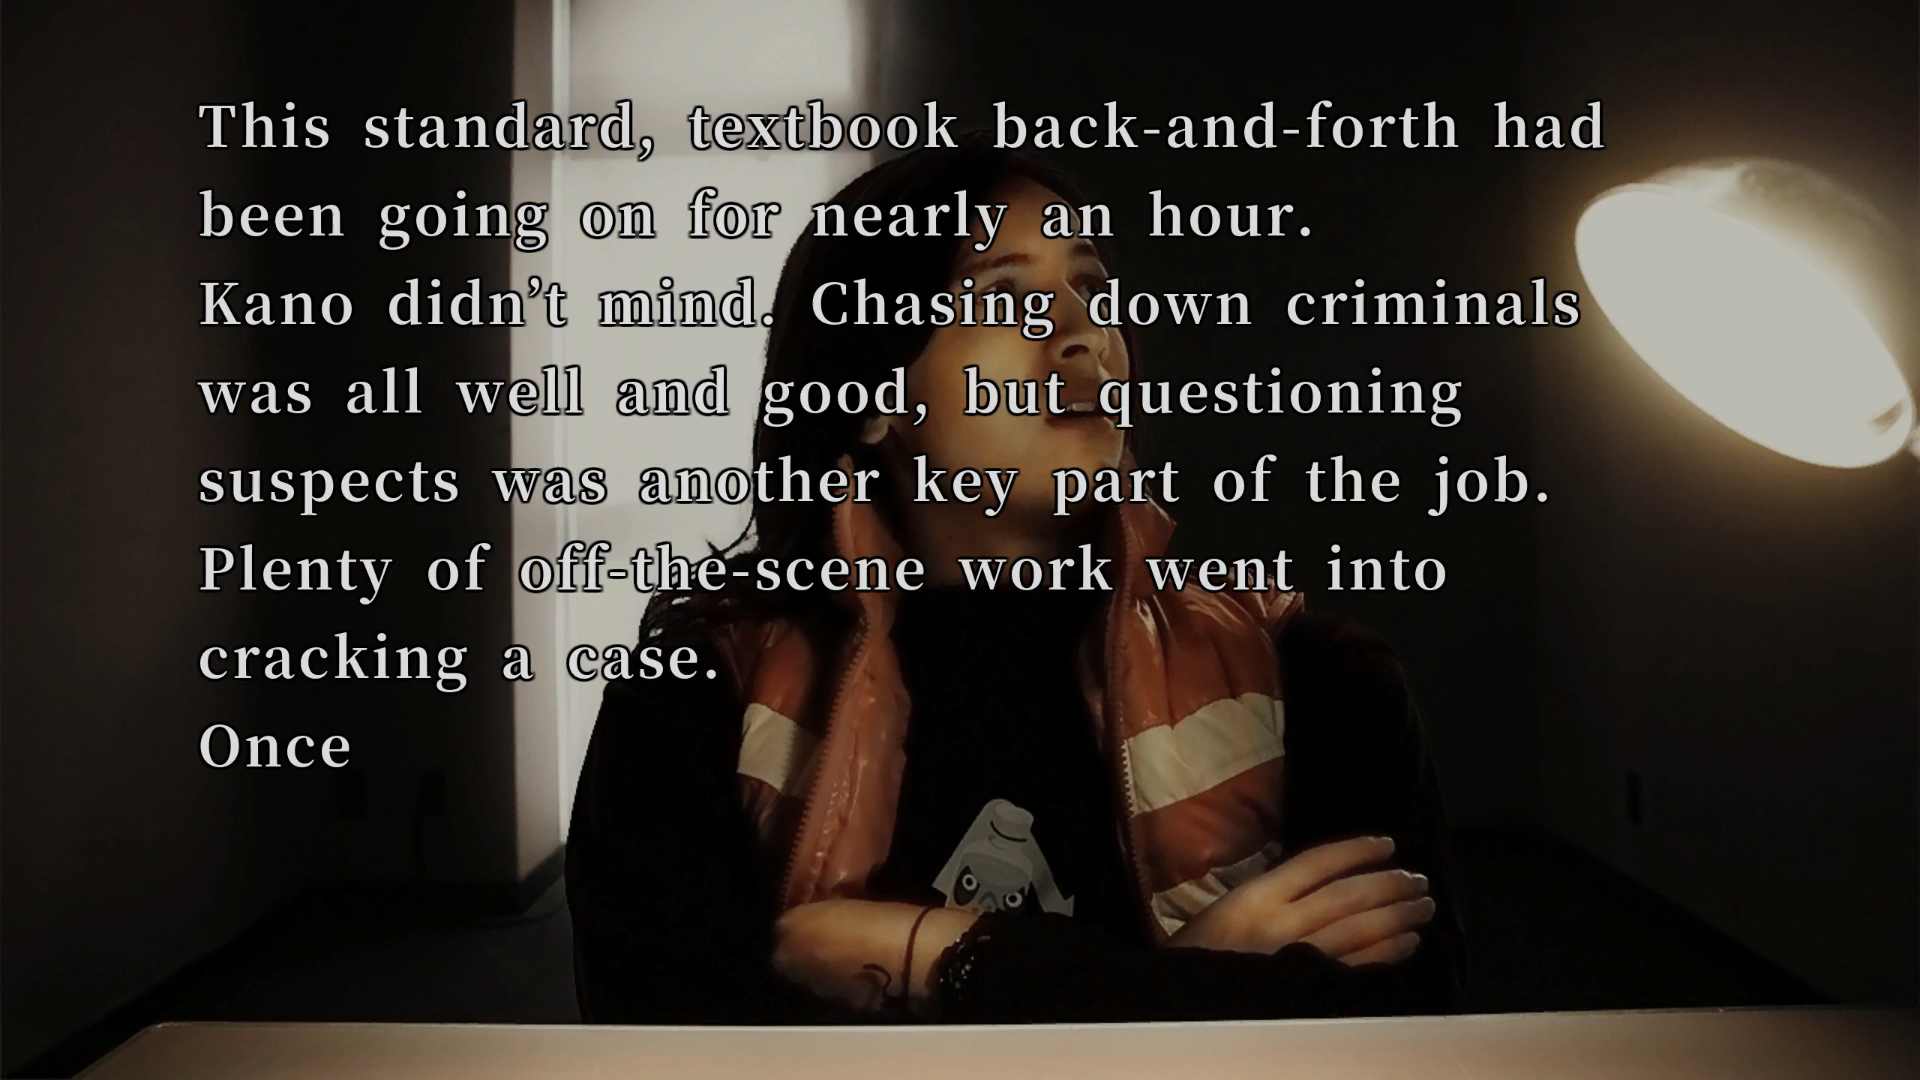 This standard, textbook back-and-forth had
been going on for nearly an hour.
Kano didn’t mind. Chasing down criminals
was all well and good, but questioning
suspects was another key part of the job.
Plenty of off-the-scene work went into
cracking a case.
Once